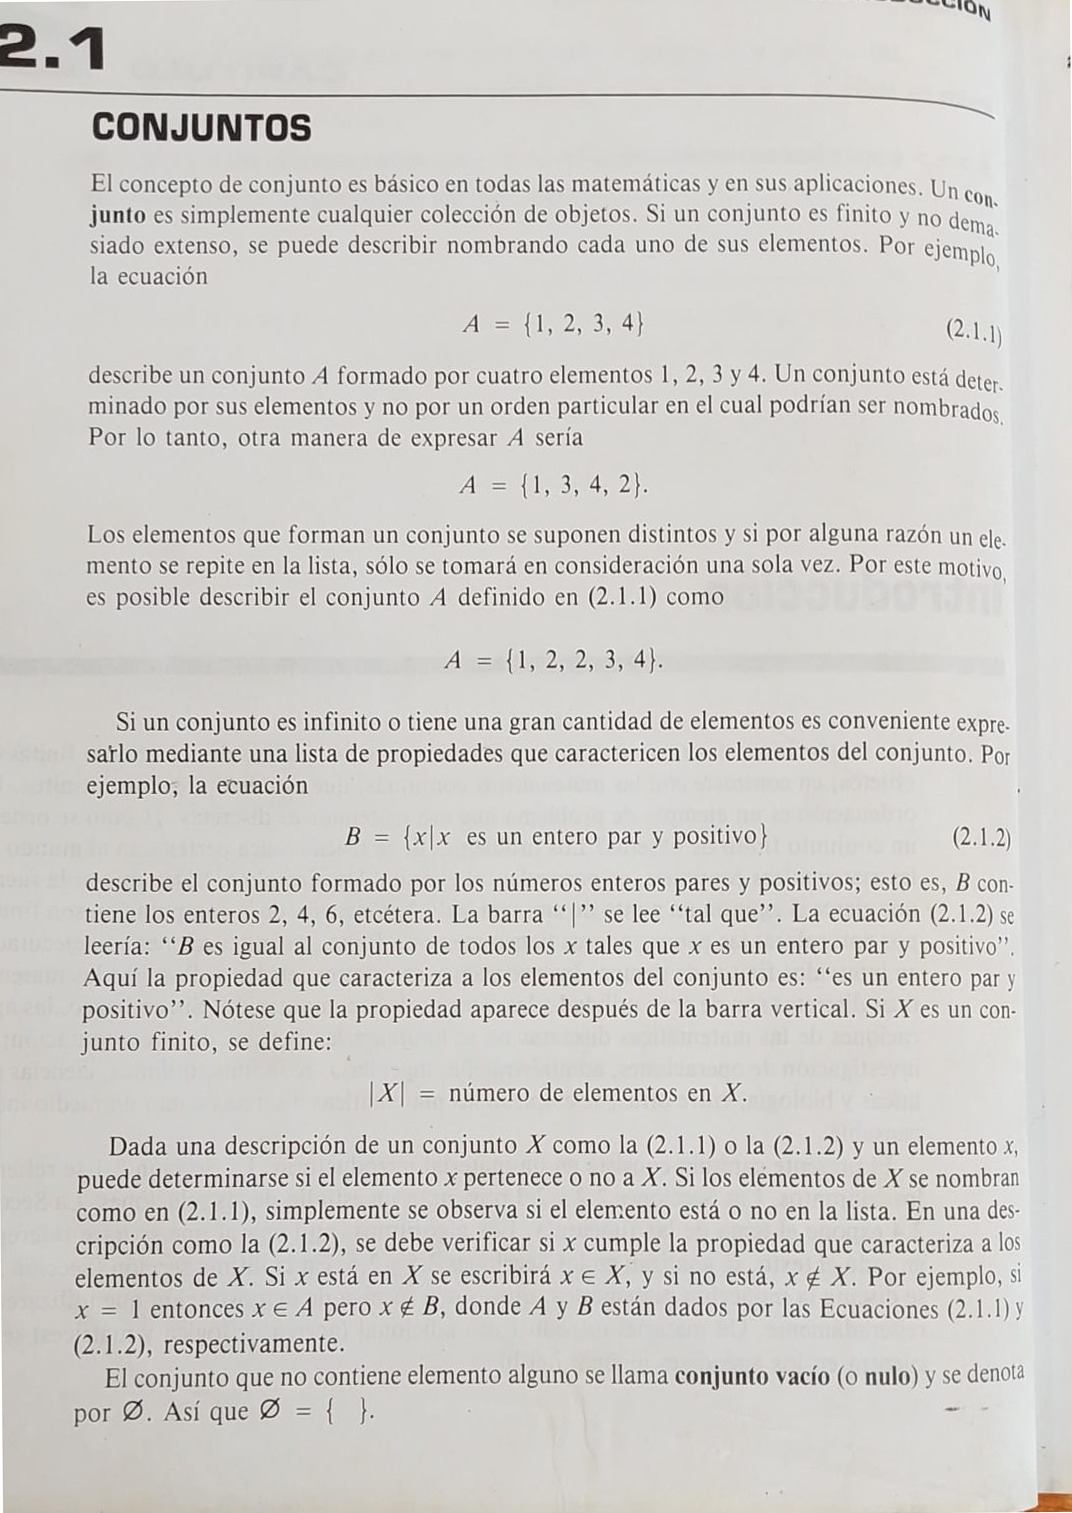 2.1
CONJUNTOS
El concepto de conjunto es básico en todas las matemáticas y en sus aplicaciones. Un con-
junto es simplemente cualquier colección de objetos. Si un conjunto es finito y no dema-
siado extenso, se puede describir nombrando cada uno de sus elementos. Por ejemplo,
la ecuación
A = {1, 2, 3, 4} (2.1.1)
describe un conjunto A formado por cuatro elementos 1, 2, 3 y 4. Un conjunto está deter-
minado por sus elementos y no por un orden particular en el cual podrían ser nombrados.
Por lo tanto, otra manera de expresar A sería
A = {1, 3, 4, 2}.
Los elementos que forman un conjunto se suponen distintos y si por alguna razón un ele-
mento se repite en la lista, sólo se tomará en consideración una sola vez. Por este motivo,
es posible describir el conjunto A definido en (2.1.1) como
A = {1, 2, 2, 3, 4}.
Si un conjunto es infinito o tiene una gran cantidad de elementos es conveniente expre-
sarlo mediante una lista de propiedades que caractericen los elementos del conjunto. Por
ejemplo, la ecuación
B = {x|x es un entero par y positivo} (2.1.2)
describe el conjunto formado por los números enteros pares y positivos; esto es, B con-
tiene los enteros 2, 4, 6, etcétera. La barra ‘‘|’’ se lee ‘‘tal que’’. La ecuación (2.1.2) se
leería: ‘‘B es igual al conjunto de todos los x tales que x es un entero par y positivo’’.
Aquí la propiedad que caracteriza a los elementos del conjunto es: ‘‘es un entero par y
positivo’’. Nótese que la propiedad aparece después de la barra vertical. Si X es un con-
junto finito, se define:
|X| = número de elementos en X.
Dada una descripción de un conjunto X como la (2.1.1) o la (2.1.2) y un elemento x,
puede determinarse si el elemento x pertenece o no a X. Si los elementos de X se nombran
como en (2.1.1), simplemente se observa si el elemento está o no en la lista. En una des-
cripción como la (2.1.2), se debe verificar si x cumple la propiedad que caracteriza a los
elementos de X. Si x está en X se escribirá x ∈ X, y si no está, x ∉ X. Por ejemplo, si
x = 1 entonces x ∈ A pero x ∉ B, donde A y B están dados por las Ecuaciones (2.1.1) y
(2.1.2), respectivamente.
El conjunto que no contiene elemento alguno se llama conjunto vacío (o nulo) y se denota
por Ø. Así que Ø = { }.